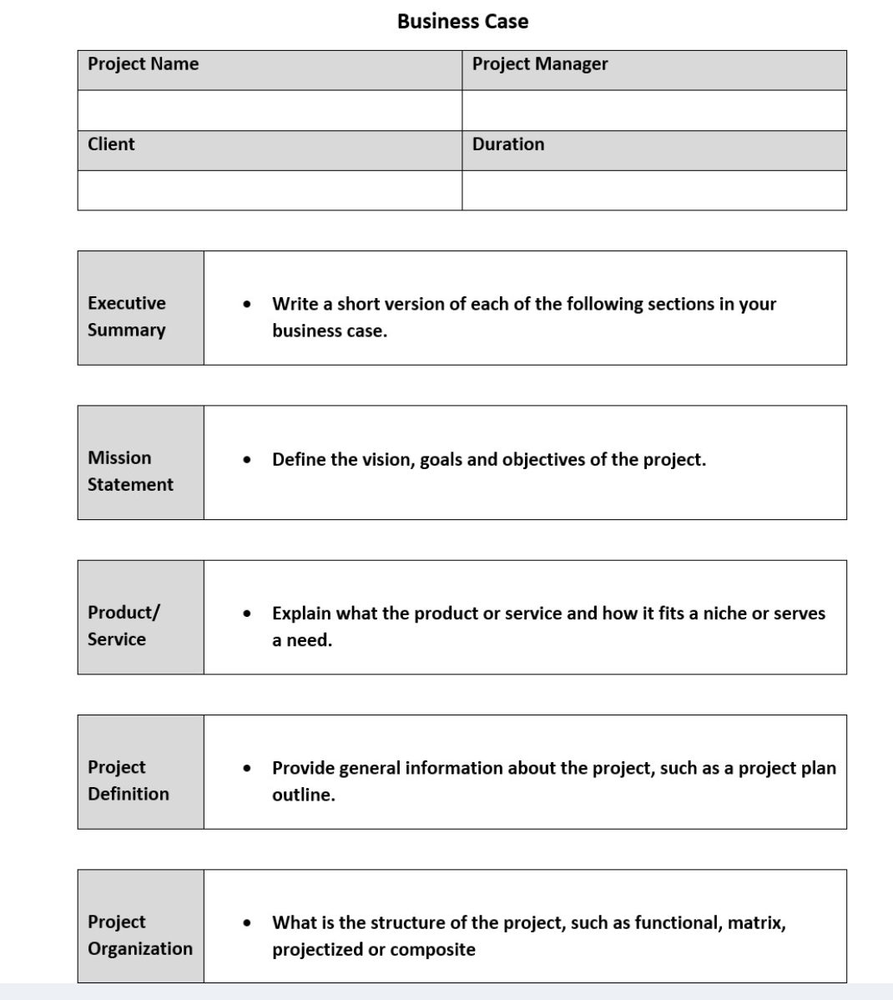 Business Case
Project Name
Project Manager
Client
Duration
Executive
Summary
• Write a short version of each of the following sections in your
business case.
Mission
Statement
• Define the vision, goals and objectives of the project.
Product/
Service
• Explain what the product or service and how it fits a niche or serves
a need.
Project
Definition
• Provide general information about the project, such as a project plan
outline.
Project
Organization
• What is the structure of the project, such as functional, matrix,
projectized or composite